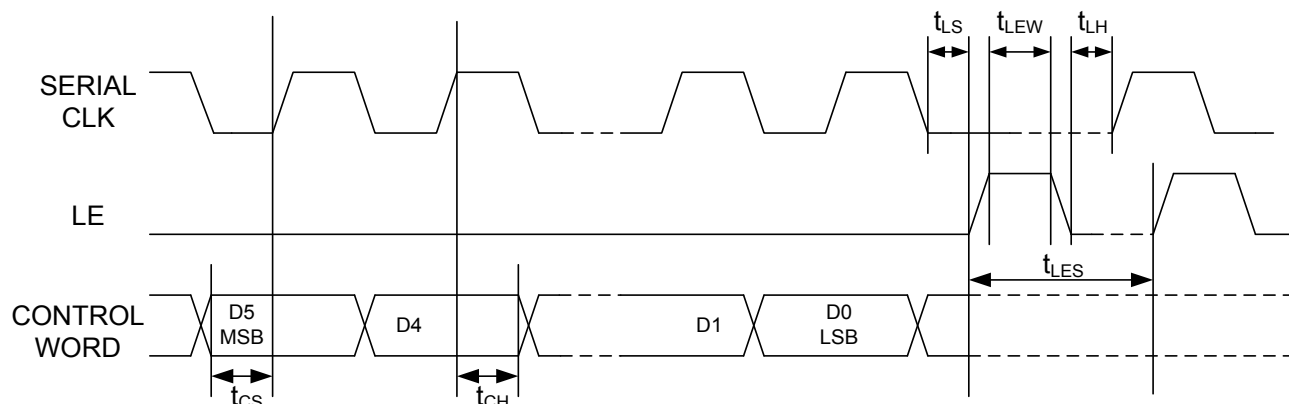 tLS tLEW tLH
SERIAL
CLK
LE
tLES
CONTROL
WORD
D5
MSB
D4
D1
D0
LSB
tCS tCH